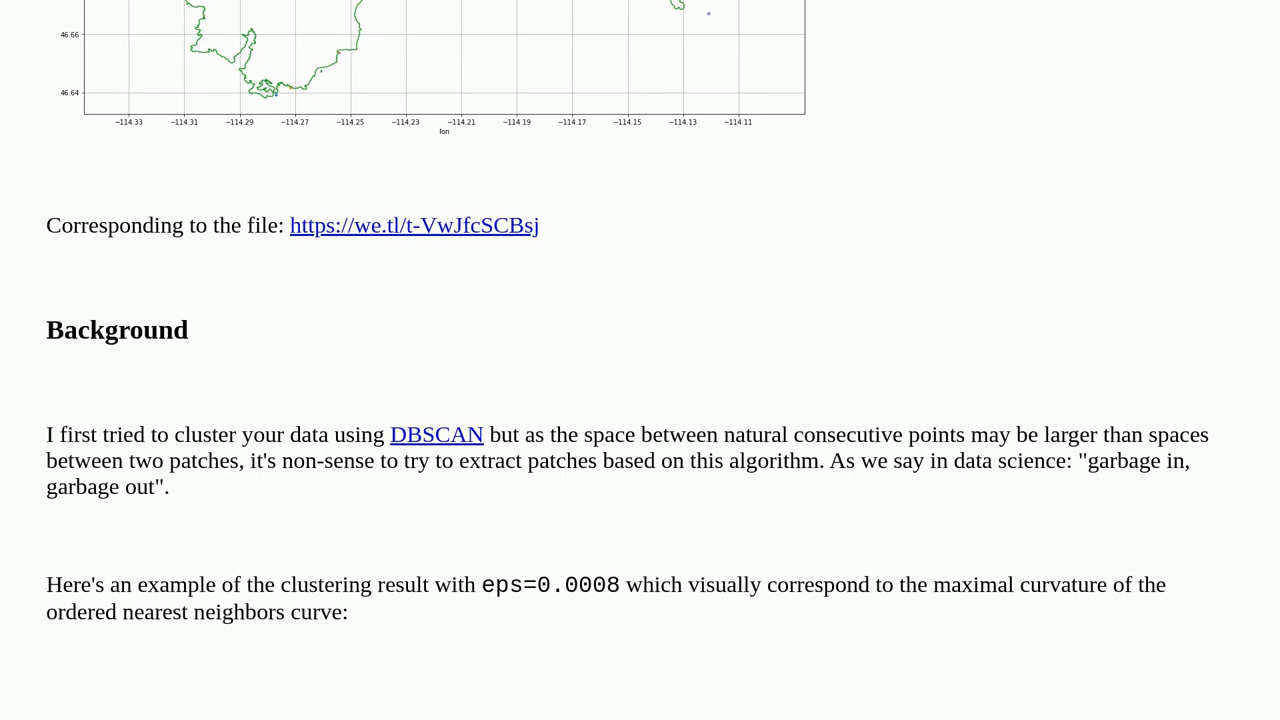 46.66
46.64
−114.33 −114.31 −114.29 −114.27 −114.25 −114.23 −114.21 −114.19 −114.17 −114.15 −114.13 −114.11
lon
Corresponding to the file: https://we.tl/t-VwJfcSCBsj
Background
I first tried to cluster your data using DBSCAN but as the space between natural consecutive points may be larger than spaces
between two patches, it's non-sense to try to extract patches based on this algorithm. As we say in data science: "garbage in,
garbage out".
Here's an example of the clustering result with eps=0.0008 which visually correspond to the maximal curvature of the
ordered nearest neighbors curve: